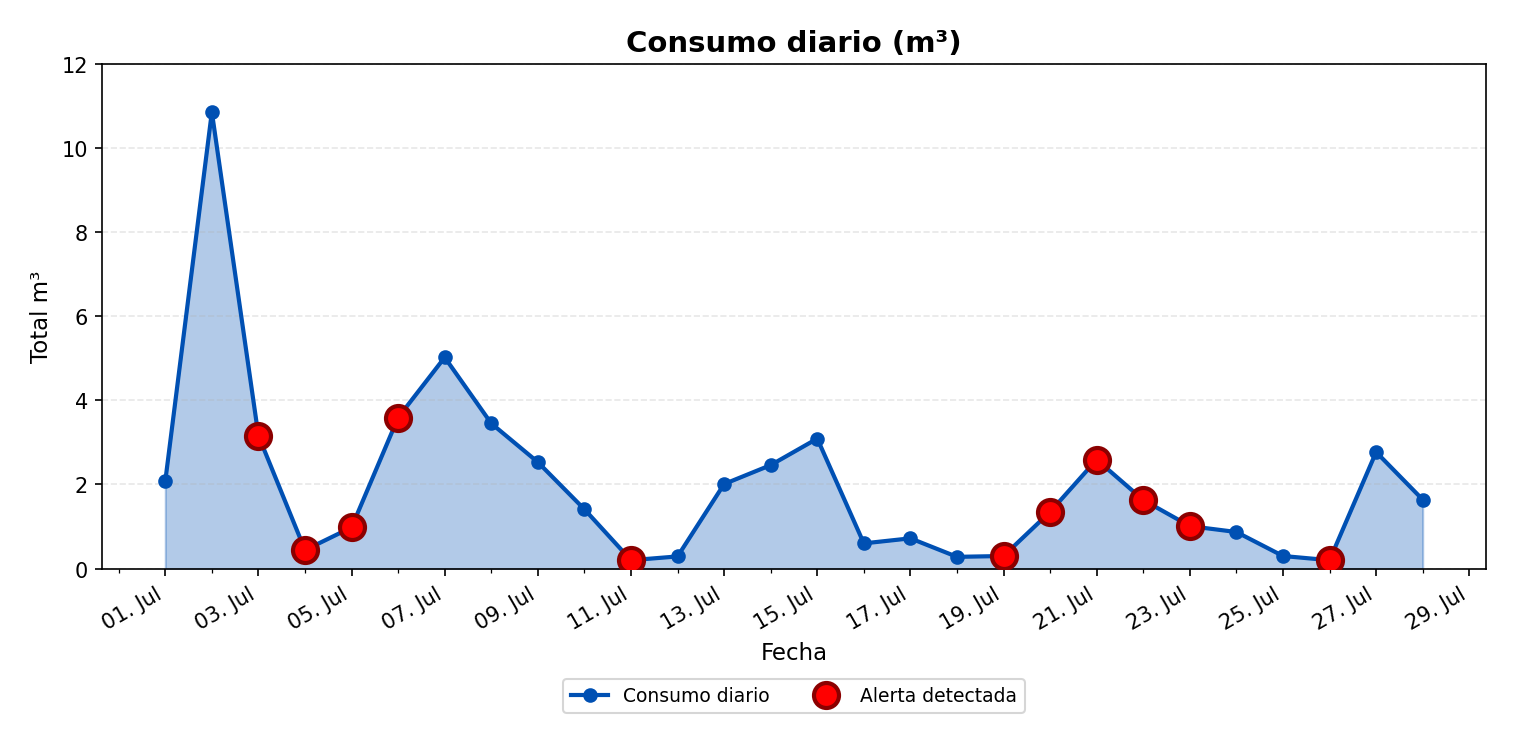 Consumo diario (m³)
Total m³
12
10
8
6
4
2
0
01. Jul
03. Jul
05. Jul
07. Jul
09. Jul
11. Jul
13. Jul
15. Jul
17. Jul
19. Jul
21. Jul
23. Jul
25. Jul
27. Jul
29. Jul
Fecha
Consumo diario
Alerta detectada